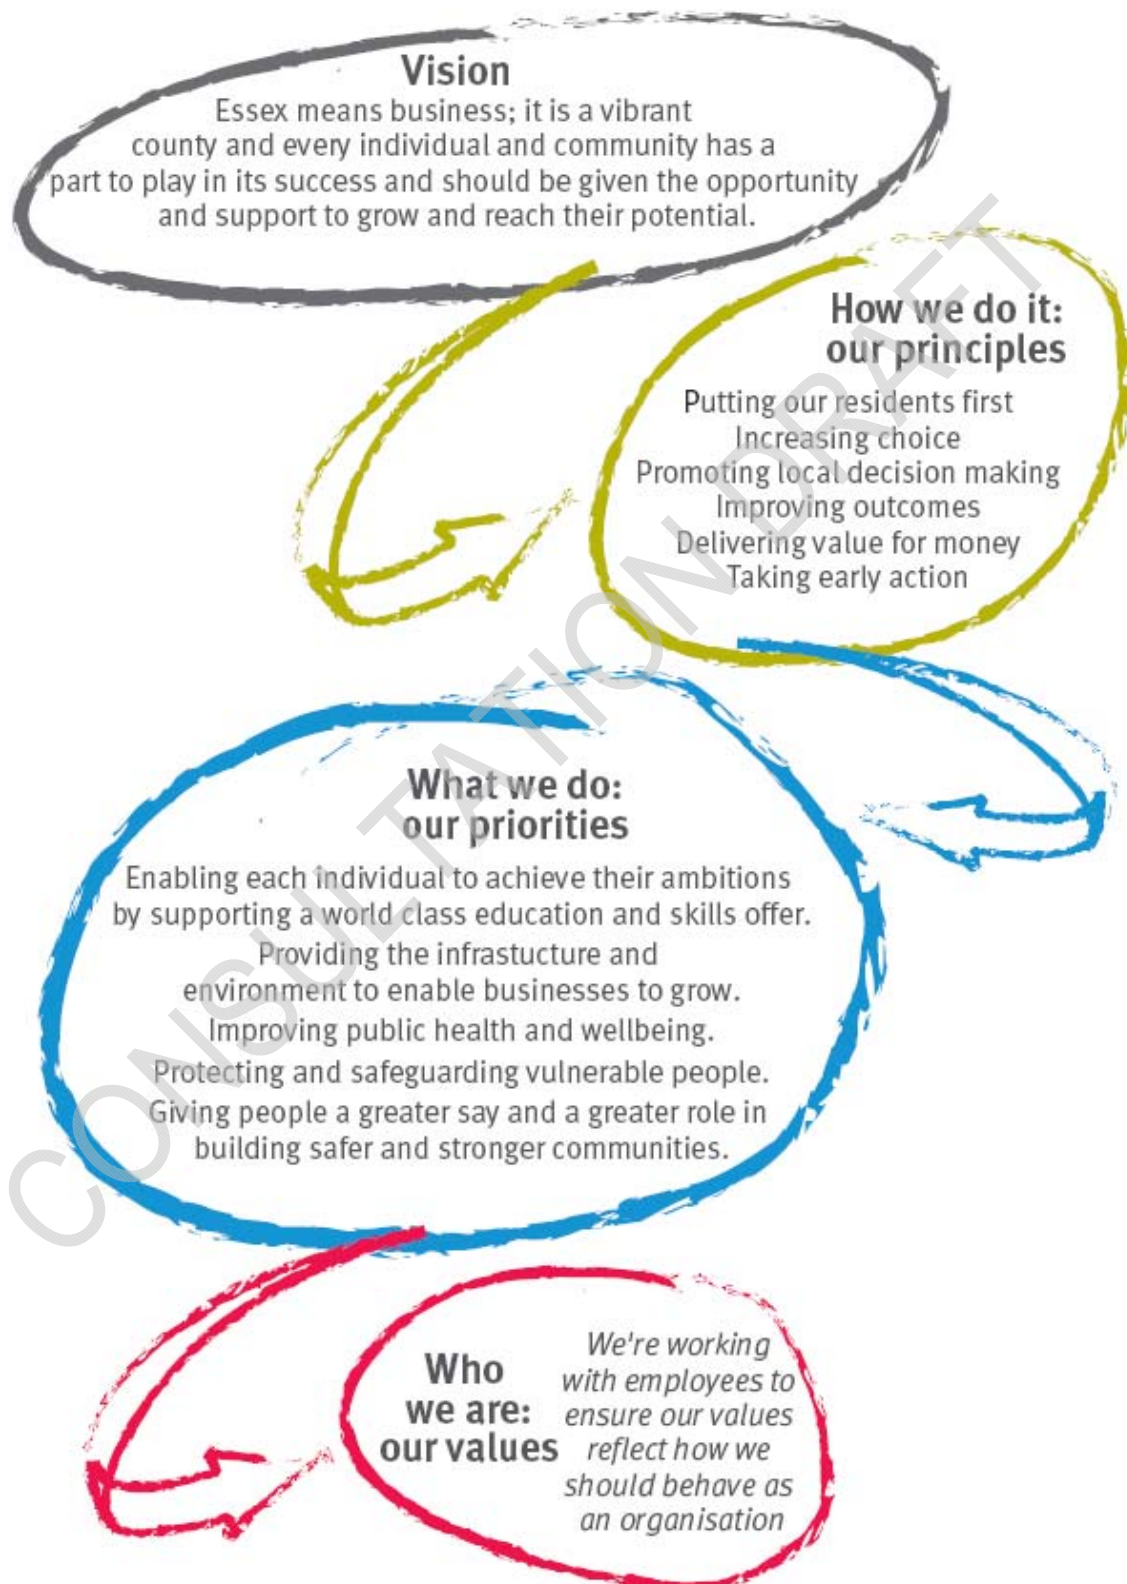 Vision
Essex means business; it is a vibrant
county and every individual and community has a
part to play in its success and should be given the opportunity
and support to grow and reach their potential.
How we do it:
our principles
Putting our residents first
Increasing choice
Promoting local decision making
Improving outcomes
Delivering value for money
Taking early action
What we do:
our priorities
Enabling each individual to achieve their ambitions
by supporting a world class education and skills offer.
Providing the infrastucture and
environment to enable businesses to grow.
Improving public health and wellbeing.
Protecting and safeguarding vulnerable people.
Giving people a greater say and a greater role in
building safer and stronger communities.
Who
we are:
our values
We're working
with employees to
ensure our values
reflect how we
should behave as
an organisation
CONSULTATION DRAFT